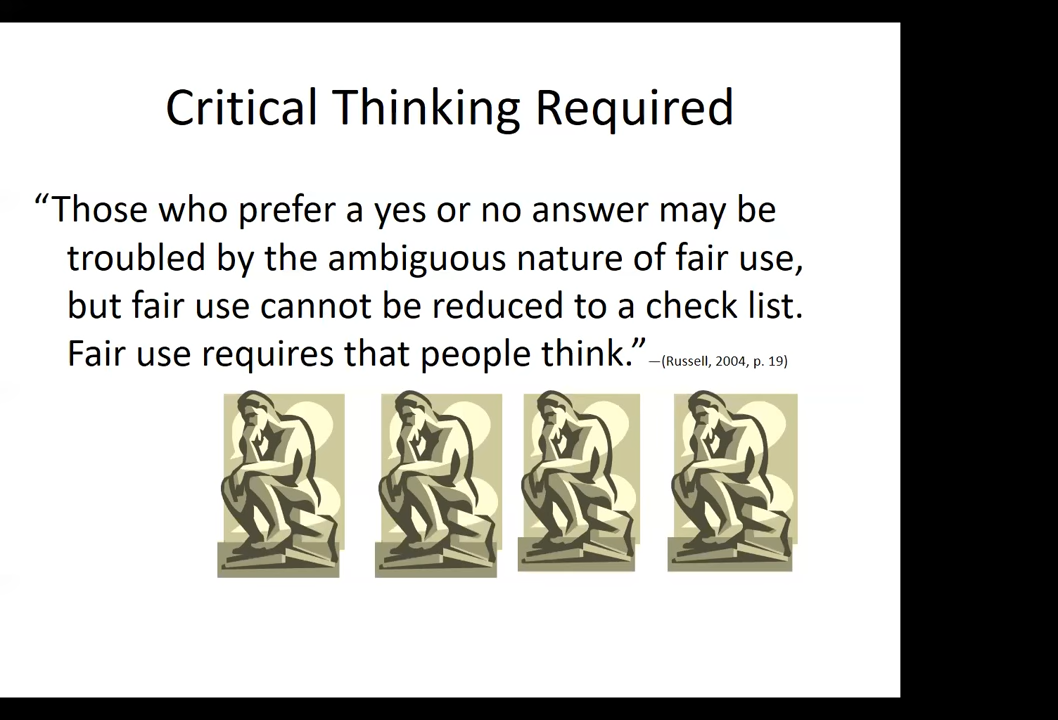 Critical Thinking Required
“Those who prefer a yes or no answer may be
troubled by the ambiguous nature of fair use,
but fair use cannot be reduced to a check list.
Fair use requires that people think.”—(Russell, 2004, p. 19)